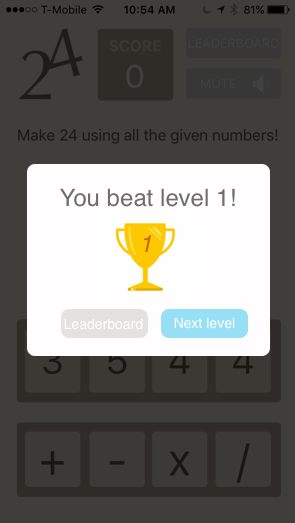 T-Mobile 10:54 AM 81%
24
SCORE
0
LEADERBOARD
MUTE
Make 24 using all the given numbers!
You beat level 1!
1
Leaderboard Next level
3 5 4 4
+ - x /